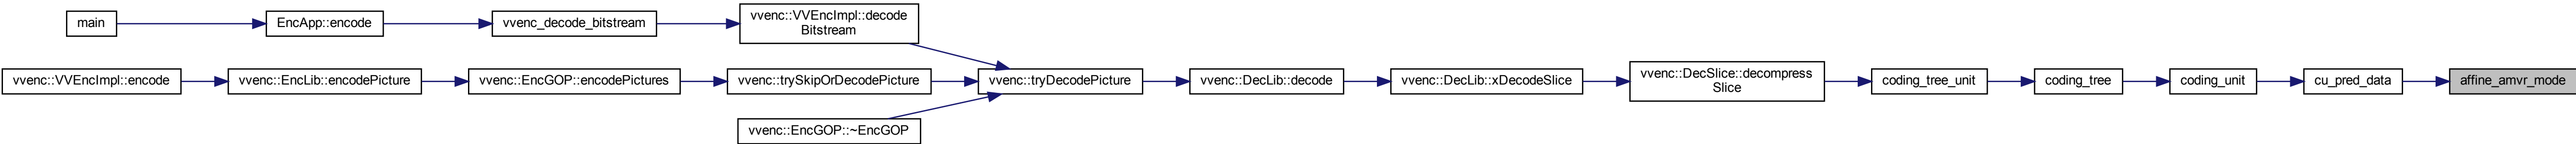 main
EncApp::encode
vvenc_decode_bitstream
vvenc::VVEncImpl::decode
Bitstream
vvenc::VVEncImpl::encode
vvenc::EncLib::encodePicture
vvenc::EncGOP::encodePictures
vvenc::trySkipOrDecodePicture
vvenc::tryDecodePicture
vvenc::DecLib::decode
vvenc::DecLib::xDecodeSlice
vvenc::DecSlice::decompress
Slice
coding_tree_unit
coding_tree
coding_unit
cu_pred_data
affine_amvr_mode
vvenc::EncGOP::~EncGOP